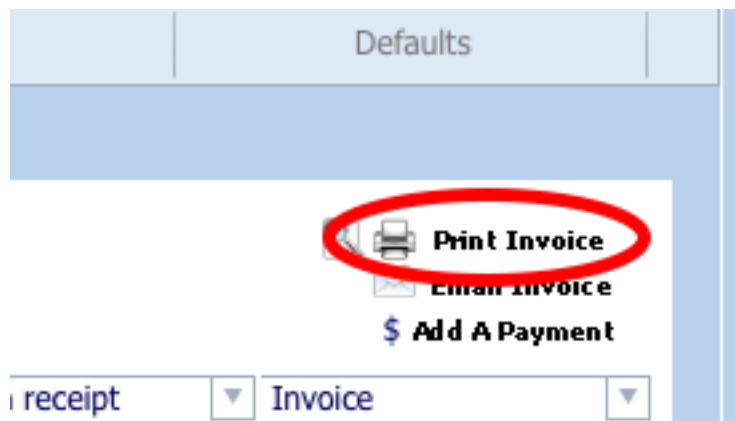 Defaults
Print Invoice
Email Invoice
$ Add A Payment
receipt
Invoice